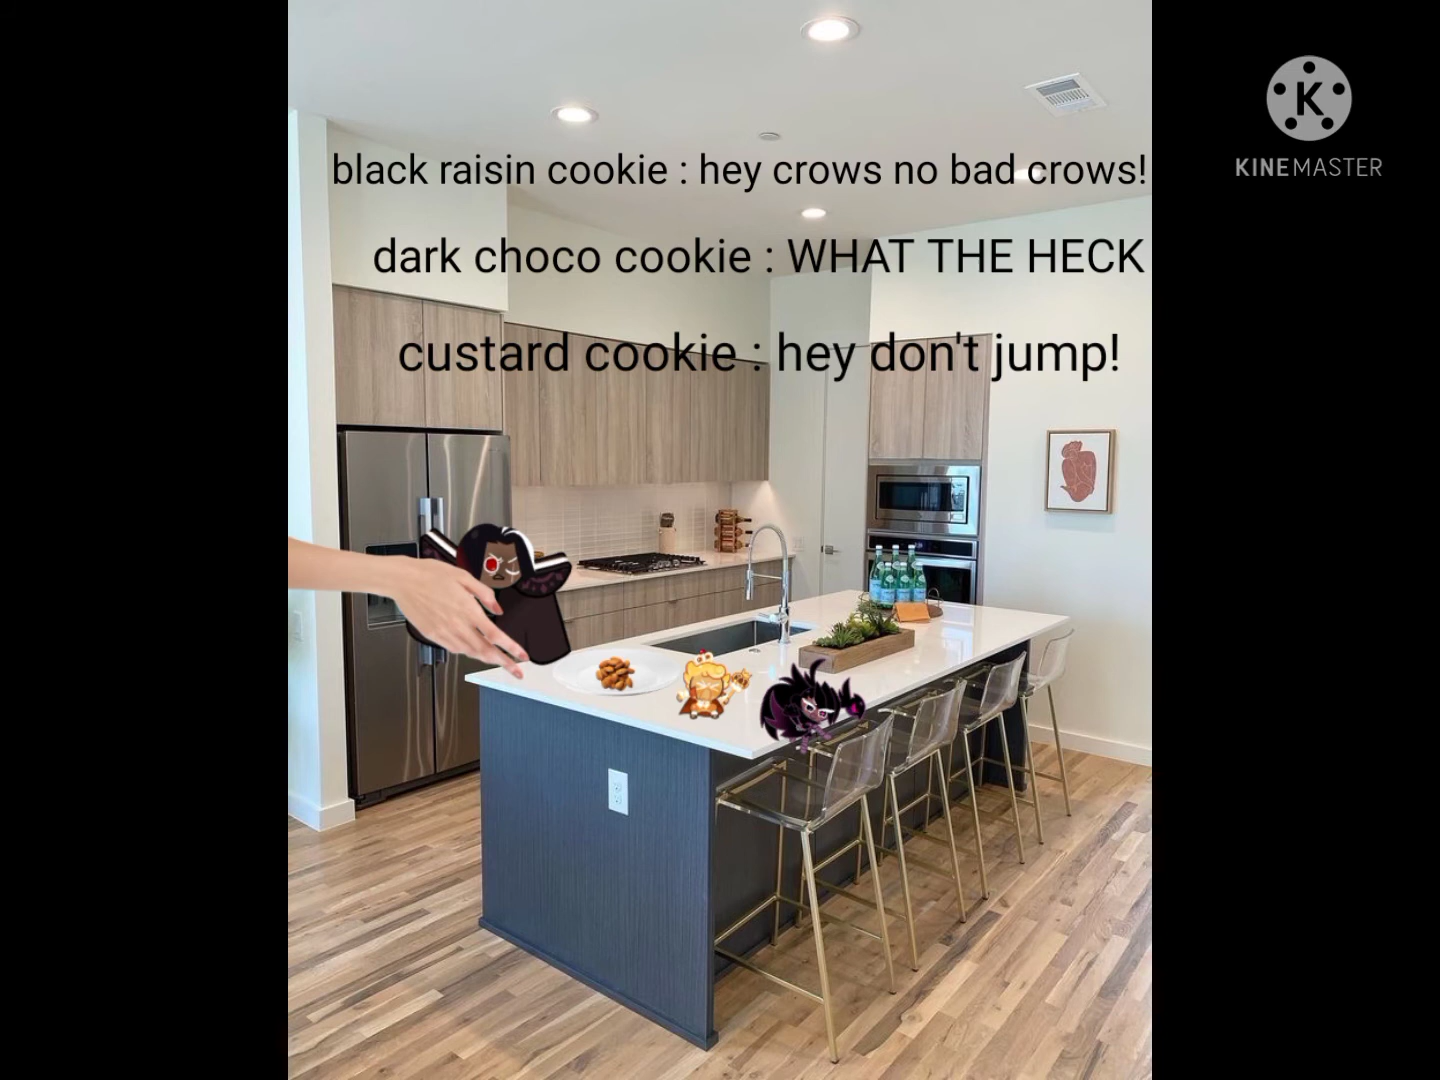 KINEMASTER
black raisin cookie : hey crows no bad crows!
dark choco cookie : WHAT THE HECK
custard cookie : hey don't jump!